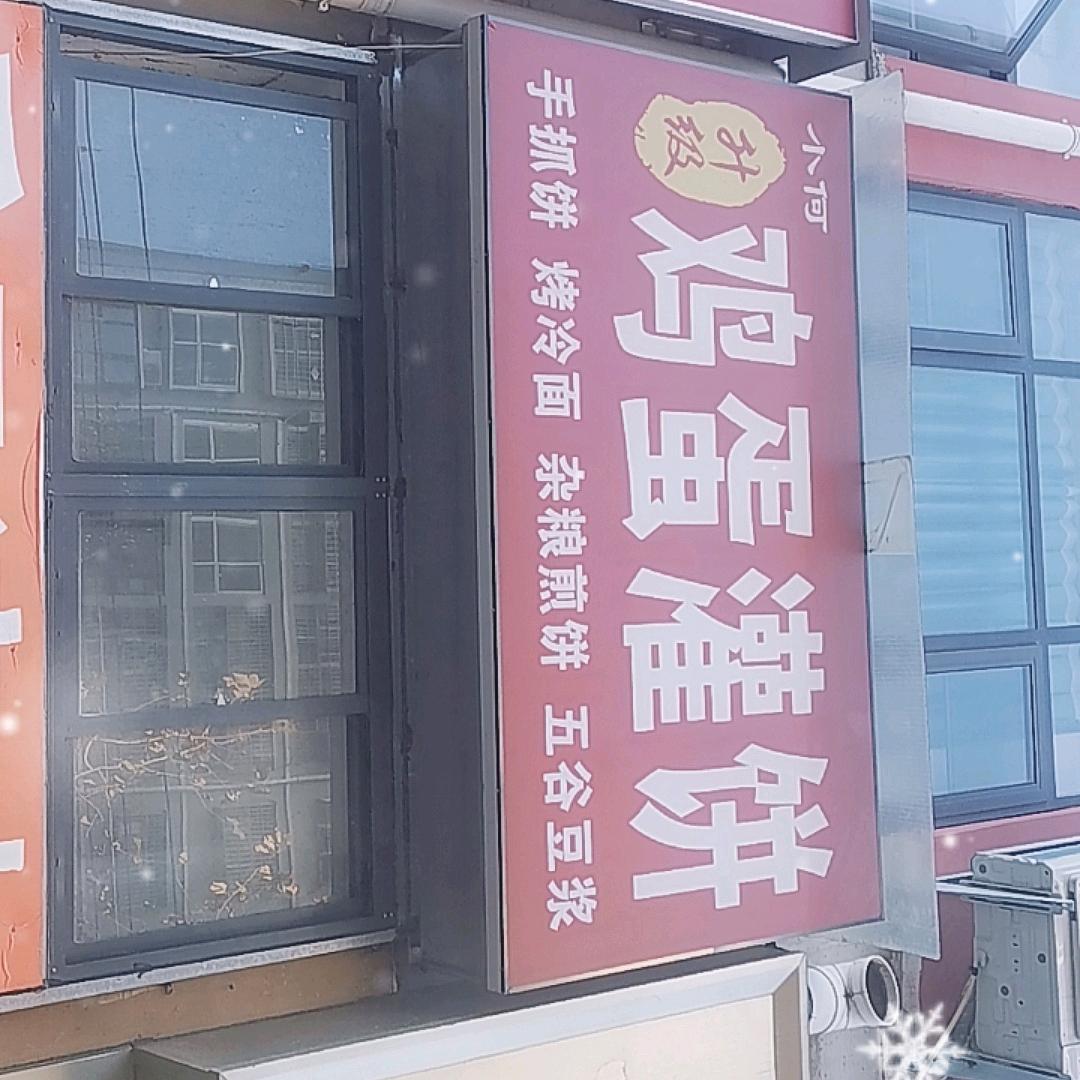 小何
升级
鸡蛋灌饼
手抓饼 烤冷面 杂粮煎饼 五谷豆浆